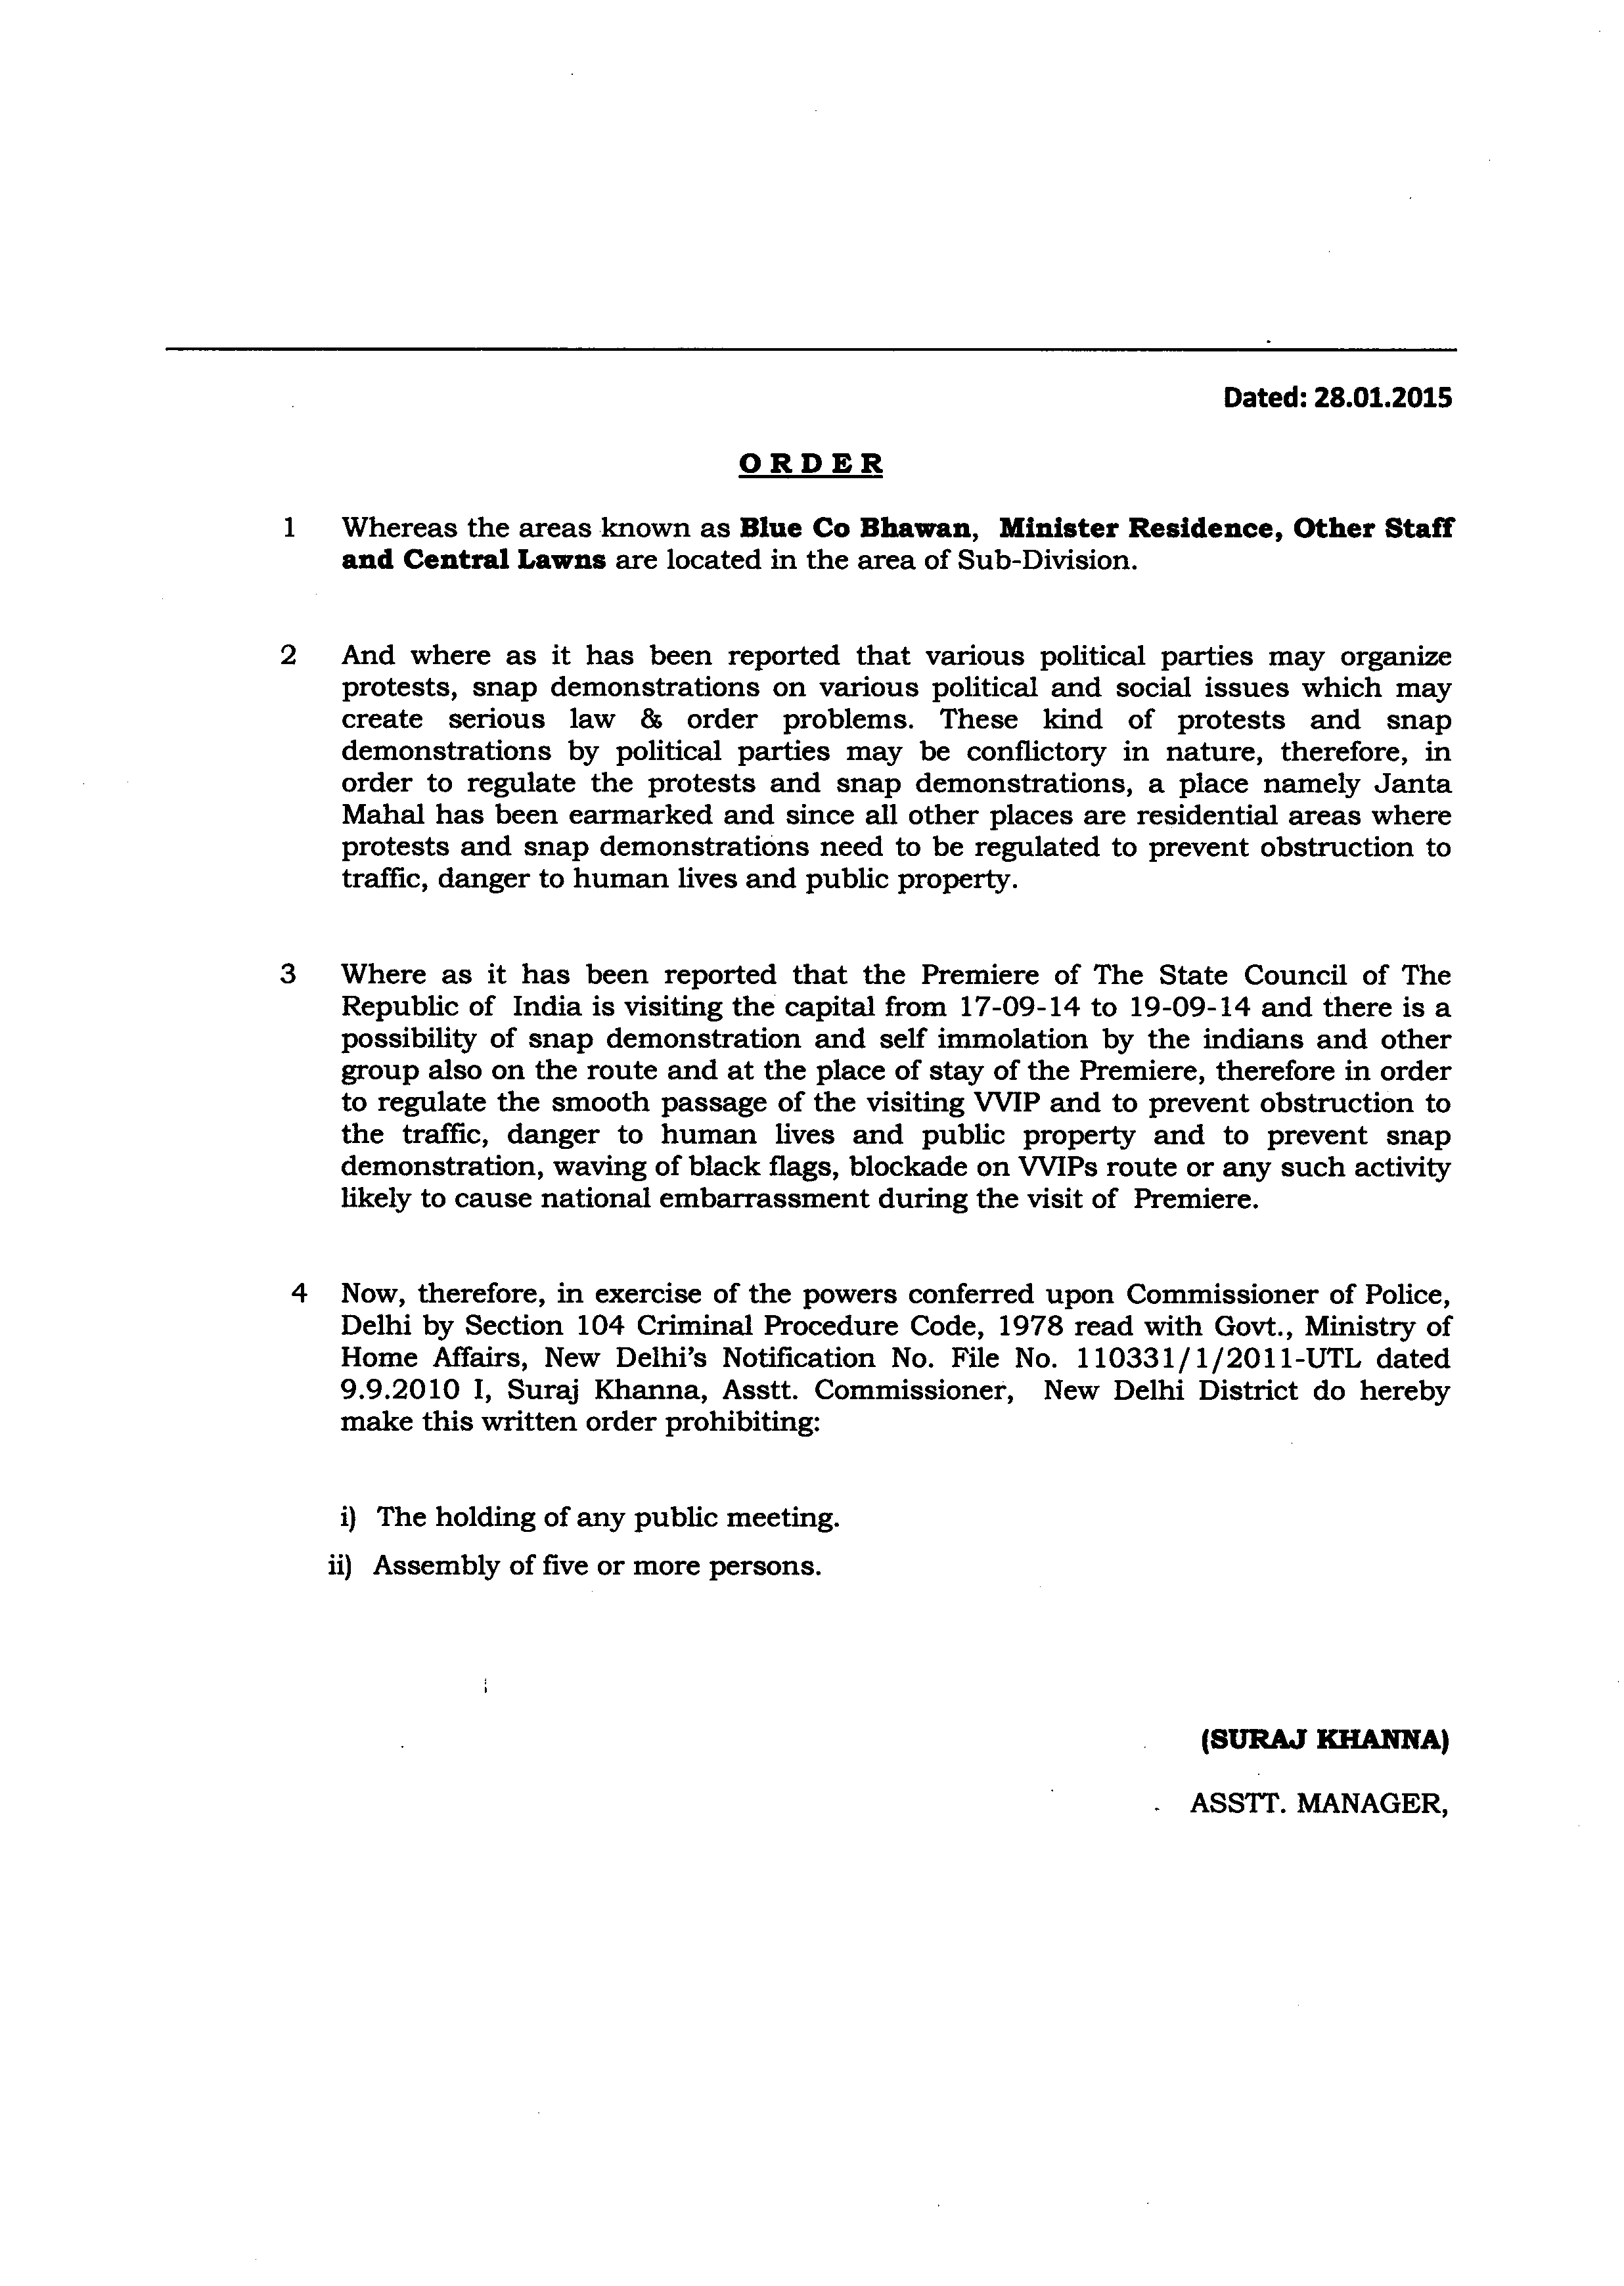 Dated: 28.01.2015
ORDER
1 Whereas the areas known as Blue Co Bhawan, Minister Residence, Other Staff
and Central Lawns are located in the area of Sub-Division.
2 And where as it has been reported that various political parties may organize
protests, snap demonstrations on various political and social issues which may
create serious law & order problems. These kind of protests and snap
demonstrations by political parties may be conflictory in nature, therefore, in
order to regulate the protests and snap demonstrations, a place namely Janta
Mahal has been earmarked and since all other places are residential areas where
protests and snap demonstrations need to be regulated to prevent obstruction to
traffic, danger to human lives and public property.
3 Where as it has been reported that the Premiere of The State Council of The
Republic of India is visiting the capital from 17-09-14 to 19-09-14 and there is a
possibility of snap demonstration and self immolation by the indians and other
group also on the route and at the place of stay of the Premiere, therefore in order
to regulate the smooth passage of the visiting VVIP and to prevent obstruction to
the traffic, danger to human lives and public property and to prevent snap
demonstration, waving of black flags, blockade on VVIPs route or any such activity
likely to cause national embarrassment during the visit of Premiere.
4 Now, therefore, in exercise of the powers conferred upon Commissioner of Police,
Delhi by Section 104 Criminal Procedure Code, 1978 read with Govt., Ministry of
Home Affairs, New Delhi's Notification No. File No. 110331/1/2011-UTL dated
9.9.2010 I, Suraj Khanna, Asstt. Commissioner, New Delhi District do hereby
make this written order prohibiting:
i) The holding of any public meeting.
ii) Assembly of five or more persons.
(SURAJ KHANNA)
ASSTT. MANAGER,